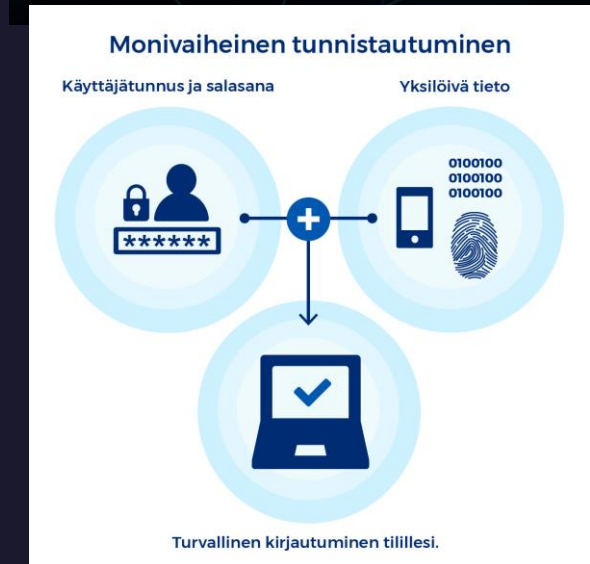 Monivaiheinen tunnistautuminen
Käyttäjätunnus ja salasana
Yksilöivä tieto
0100100
0100100
0100100
******
Turvallinen kirjautuminen tilillesi.